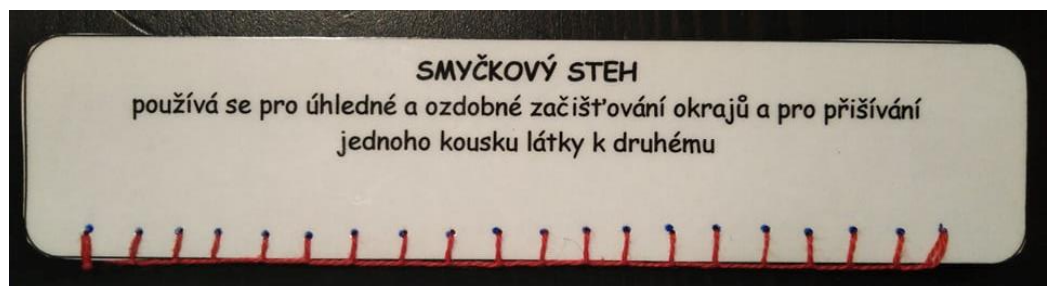 SMYČKOVÝ STEH
používá se pro úhledné a ozdobné začišťování okrajů a pro přišívání
jednoho kousku látky k druhému